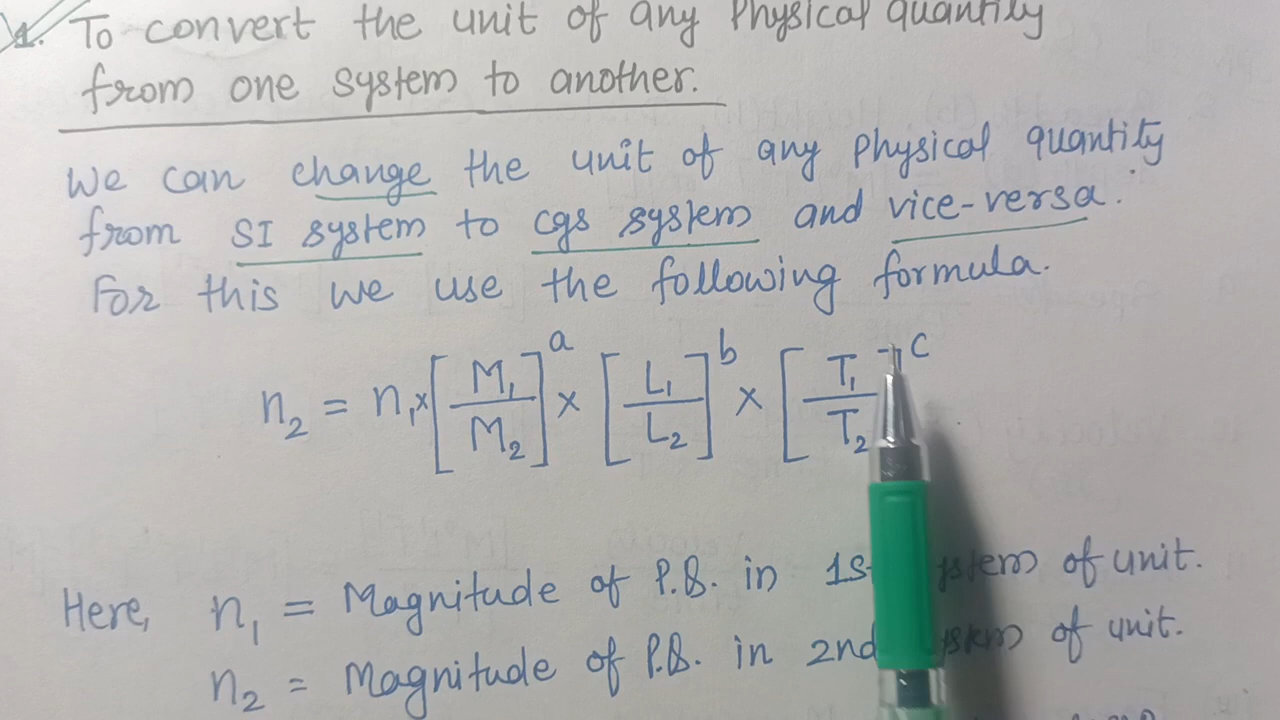 1. To convert the unit of any Physical quantity
from one system to another.
We can change the unit of any physical quantity
from SI system to cgs system and vice-versa.
For this we use the following formula.
n₂ = n₁ × [M₁/M₂]ᵃ × [L₁/L₂]ᵇ × [T₁/T₂]ᶜ
Here, n₁ = Magnitude of P.Q. in 1s ystem of unit.
n₂ = Magnitude of P.Q. in 2nd ystem of unit.